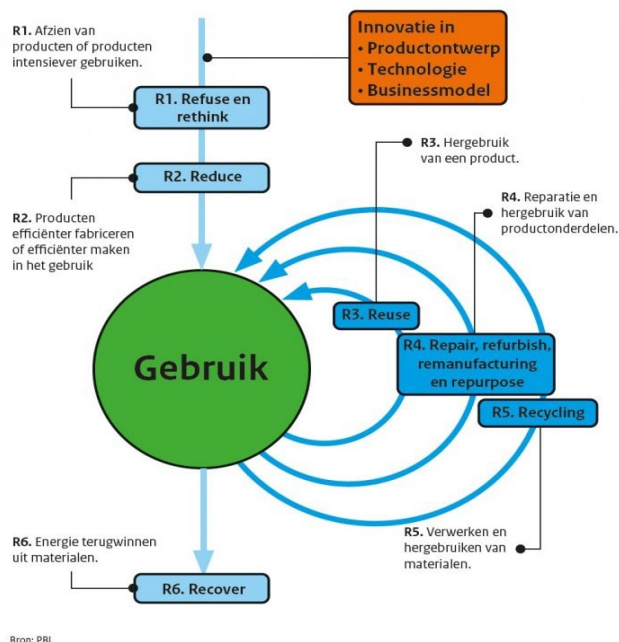 R1. Afzien van
producten of producten
intensiever gebruiken.
Innovatie in
• Productontwerp
• Technologie
• Businessmodel
R1. Refuse en
rethink
R3. Hergebruik
van een product.
R2. Reduce
R4. Reparatie en
hergebruik van
productonderdelen.
R2. Producten
efficiënter fabriceren
of efficiënter maken
in het gebruik
R3. Reuse
Gebruik
R4. Repair, refurbish,
remanufacturing
en repurpose
R5. Recycling
R5. Verwerken en
hergebruiken van
materialen.
R6. Energie terugwinnen
uit materialen.
R6. Recover
Bron: PBL